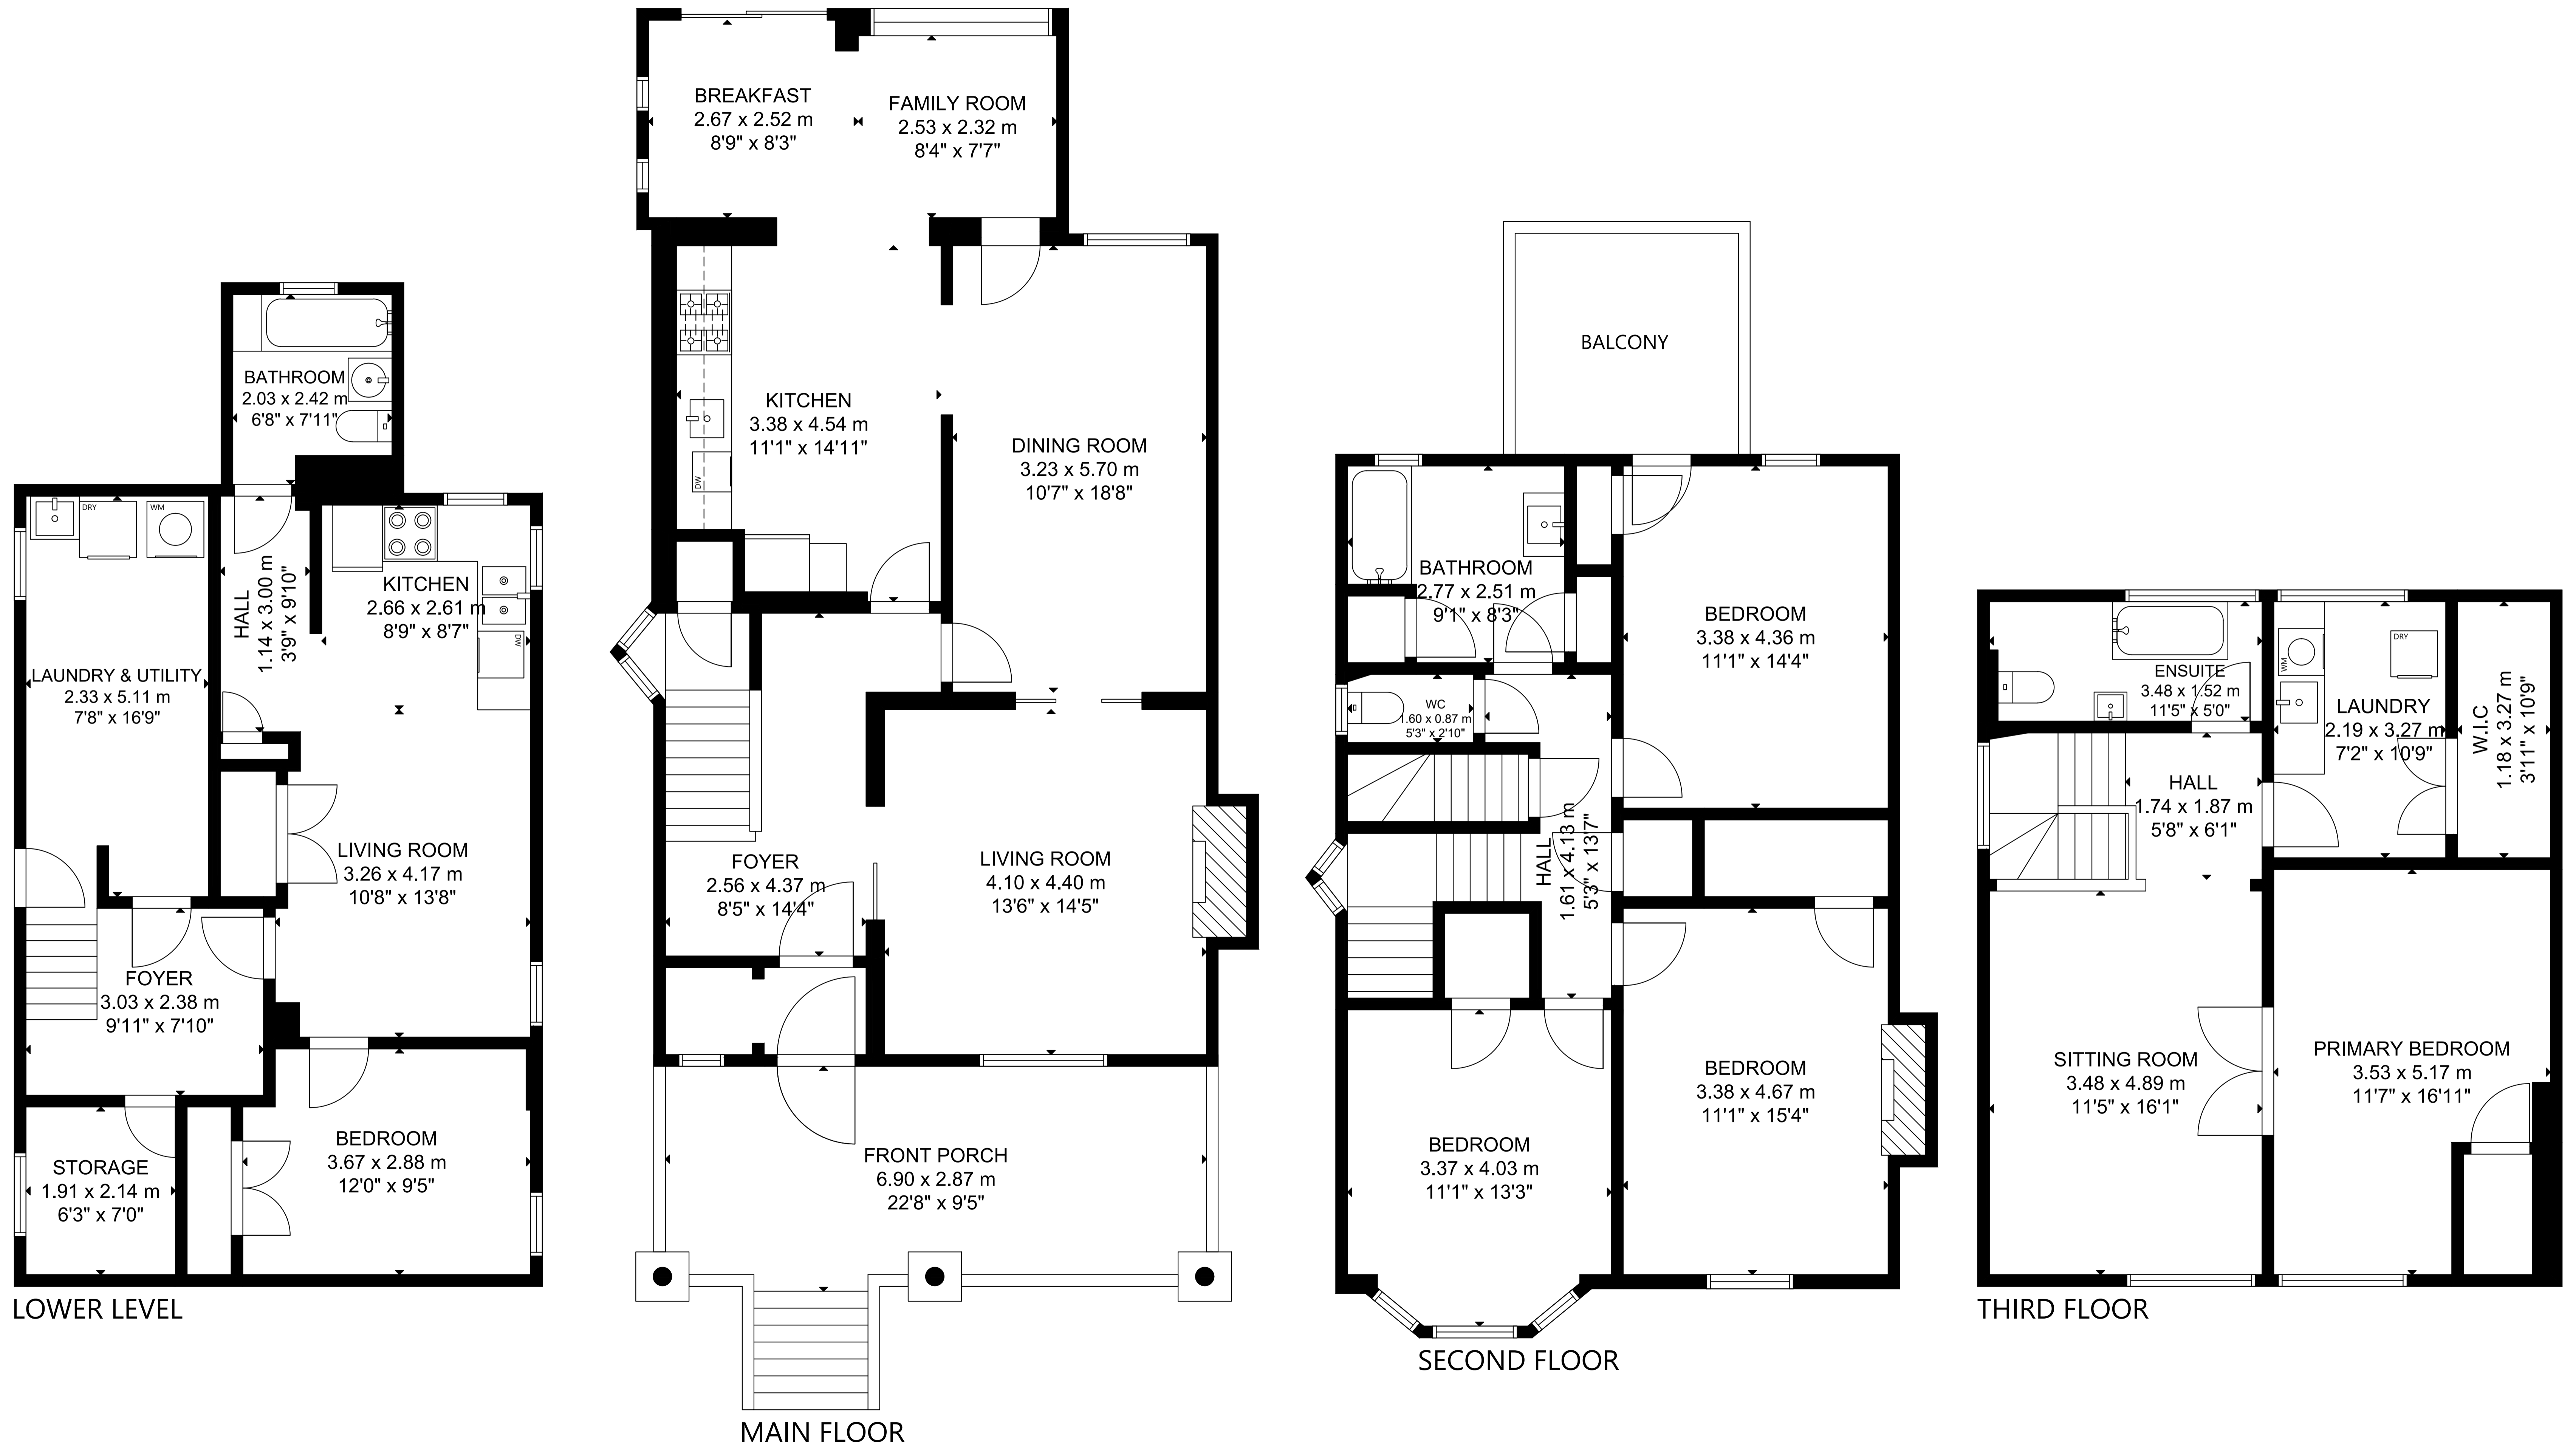 BATHROOM
2.03 x 2.42 m
6'8" x 7'11"
DRY
WM
HALL
1.14 x 3.00 m
3'9" x 9'10"
KITCHEN
2.66 x 2.61 m
8'9" x 8'7"
DW
LAUNDRY & UTILITY
2.33 x 5.11 m
7'8" x 16'9"
LIVING ROOM
3.26 x 4.17 m
10'8" x 13'8"
FOYER
3.03 x 2.38 m
9'11" x 7'10"
BEDROOM
3.67 x 2.88 m
12'0" x 9'5"
STORAGE
1.91 x 2.14 m
6'3" x 7'0"
LOWER LEVEL
BREAKFAST
2.67 x 2.52 m
8'9" x 8'3"
FAMILY ROOM
2.53 x 2.32 m
8'4" x 7'7"
KITCHEN
3.38 x 4.54 m
11'1" x 14'11"
DW
DINING ROOM
3.23 x 5.70 m
10'7" x 18'8"
FOYER
2.56 x 4.37 m
8'5" x 14'4"
LIVING ROOM
4.10 x 4.40 m
13'6" x 14'5"
FRONT PORCH
6.90 x 2.87 m
22'8" x 9'5"
MAIN FLOOR
BALCONY
BATHROOM
2.77 x 2.51 m
9'1" x 8'3"
BEDROOM
3.38 x 4.36 m
11'1" x 14'4"
WC
1.60 x 0.87 m
5'3" x 2'10"
HALL
1.61 x 4.13 m
5'3" x 13'7"
BEDROOM
3.38 x 4.67 m
11'1" x 15'4"
BEDROOM
3.37 x 4.03 m
11'1" x 13'3"
SECOND FLOOR
ENSUITE
3.48 x 1.52 m
11'5" x 5'0"
WM
DRY
LAUNDRY
2.19 x 3.27 m
7'2" x 10'9"
W.I.C
1.18 x 3.27 m
3'11" x 10'9"
HALL
1.74 x 1.87 m
5'8" x 6'1"
SITTING ROOM
3.48 x 4.89 m
11'5" x 16'1"
PRIMARY BEDROOM
3.53 x 5.17 m
11'7" x 16'11"
THIRD FLOOR